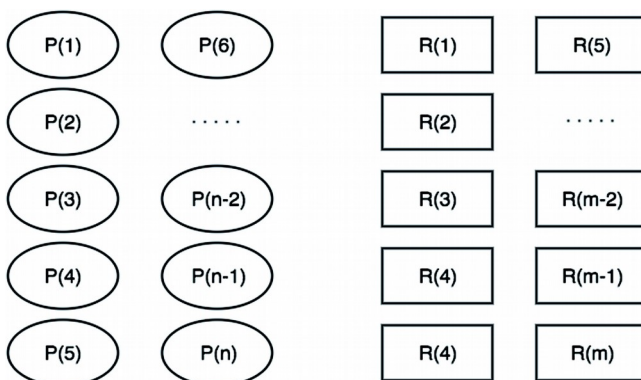 P(1) P(6) R(1) R(5)
P(2) ..... R(2) .....
P(3) P(n-2) R(3) R(m-2)
P(4) P(n-1) R(4) R(m-1)
P(5) P(n) R(4) R(m)